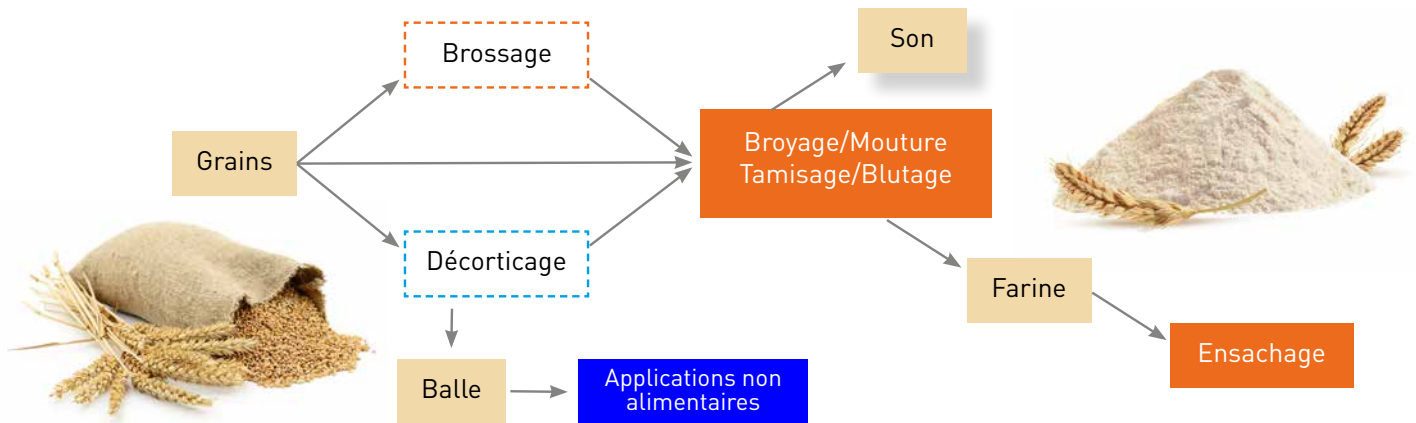 Son
Brossage
Grains
Broyage/Mouture
Tamisage/Blutage
Décorticage
Farine
Ensachage
Balle
Applications non
alimentaires